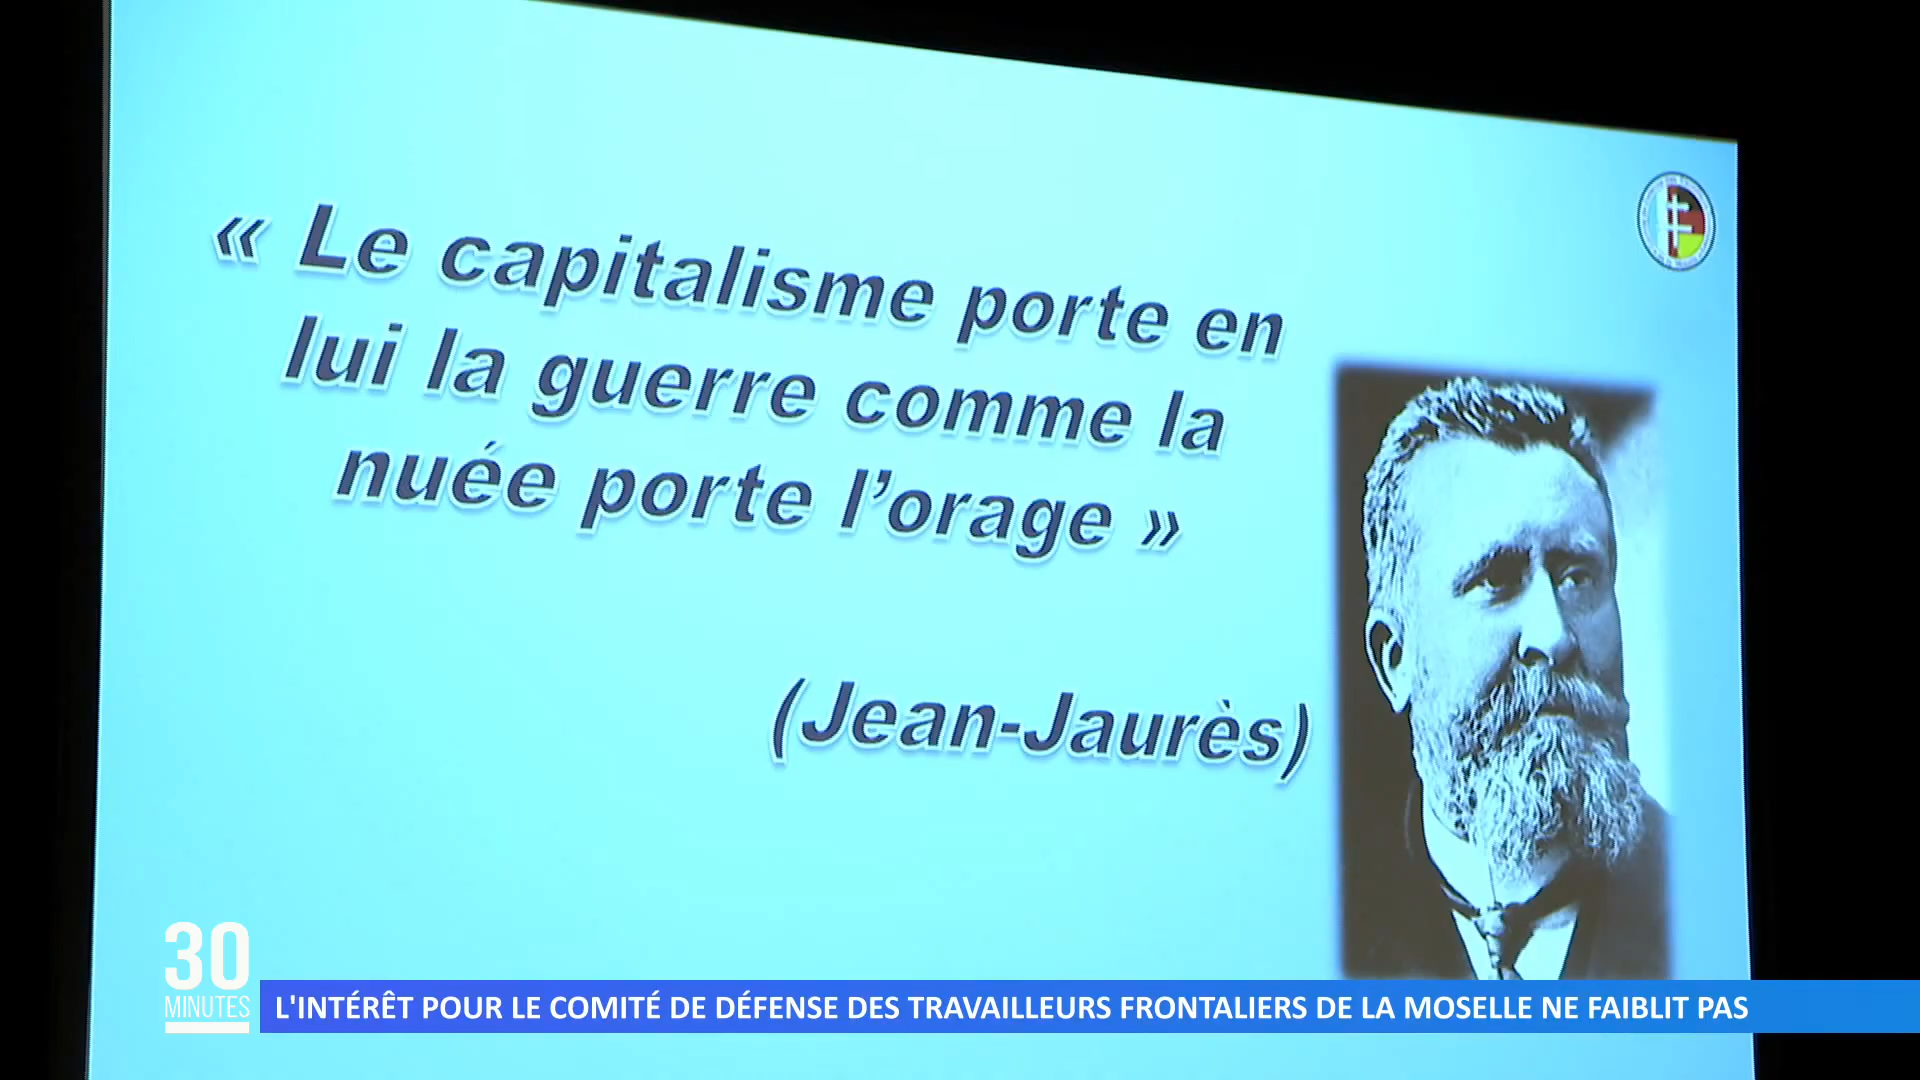 « Le capitalisme porte en
lui la guerre comme la
nuée porte l'orage »
(Jean-Jaurès)
30
MINUTES
L'INTÉRÊT POUR LE COMITÉ DE DÉFENSE DES TRAVAILLEURS FRONTALIERS DE LA MOSELLE NE FAIBLIT PAS